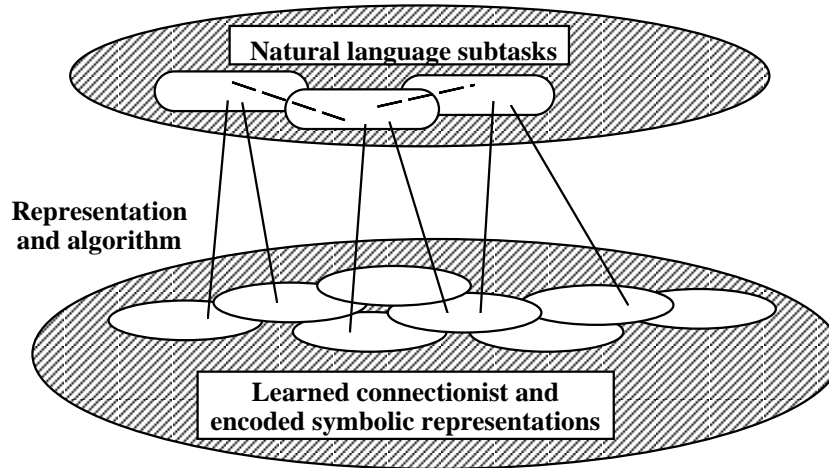 Natural language subtasks
Representation
and algorithm
Learned connectionist and
encoded symbolic representations